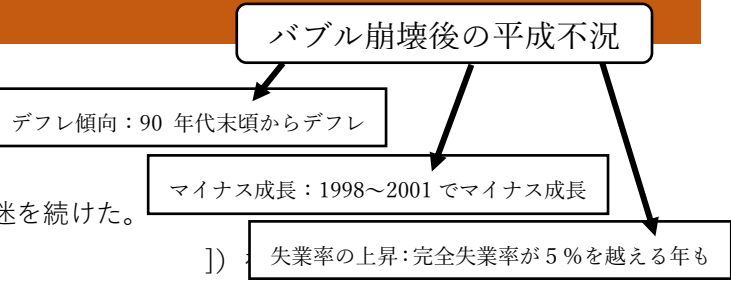 バブル崩壊後の平成不況
デフレ傾向：90 年代末頃からデフレ
マイナス成長：1998～2001 でマイナス成長
迷を続けた。
])
失業率の上昇：完全失業率が 5 %を越える年も